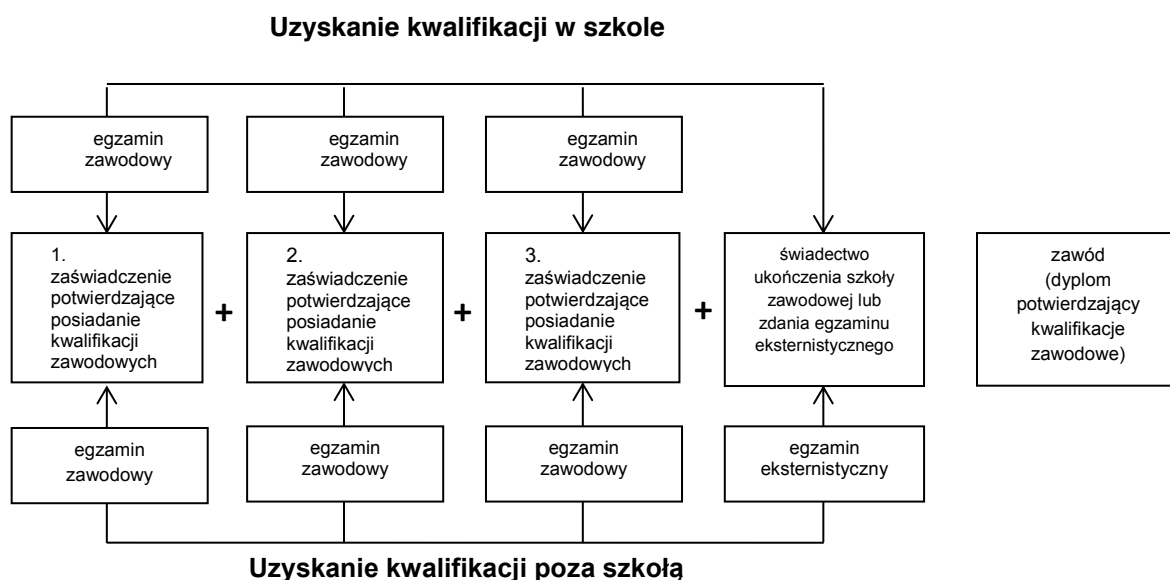 Uzyskanie kwalifikacji w szkole
egzamin
zawodowy
egzamin
zawodowy
egzamin
zawodowy
1.
zaświadczenie
potwierdzające
posiadanie
kwalifikacji
zawodowych
+
2.
zaświadczenie
potwierdzające
posiadanie
kwalifikacji
zawodowych
+
3.
zaświadczenie
potwierdzające
posiadanie
kwalifikacji
zawodowych
+
świadectwo
ukończenia szkoły
zawodowej lub
zdania egzaminu
eksternistycznego
zawód
(dyplom
potwierdzający
kwalifikacje
zawodowe)
egzamin
zawodowy
egzamin
zawodowy
egzamin
zawodowy
egzamin
eksternistyczny
Uzyskanie kwalifikacji poza szkołą